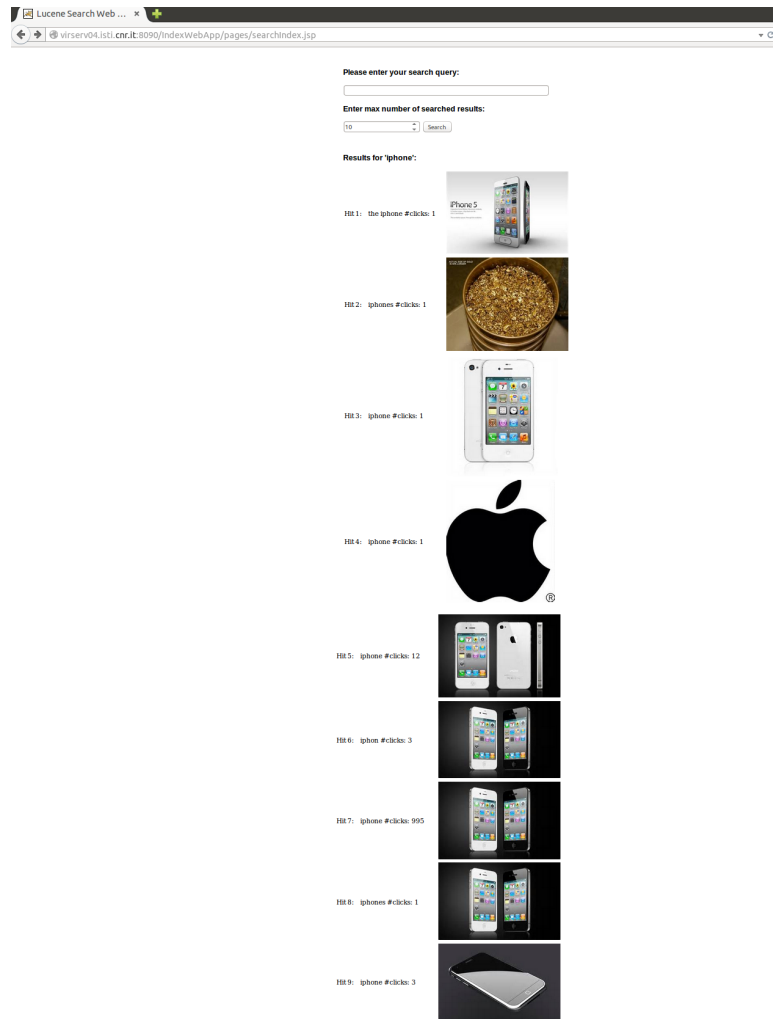 Lucene Search Web ...
virserv04.isti.cnr.it:8090/IndexWebApp/pages/searchIndex.jsp
Please enter your search query:
Enter max number of searched results:
10 Search
Results for 'iphone':
Hit 1: the iphone #clicks: 1
iPhone 5
Hit 2: iphones #clicks: 1
Hit 3: iphone #clicks: 1
Hit 4: iphone #clicks: 1
®
Hit 5: iphone #clicks: 12
Hit 6: iphon #clicks: 3
Hit 7: iphone #clicks: 995
Hit 8: iphones #clicks: 1
Hit 9: iphone #clicks: 3